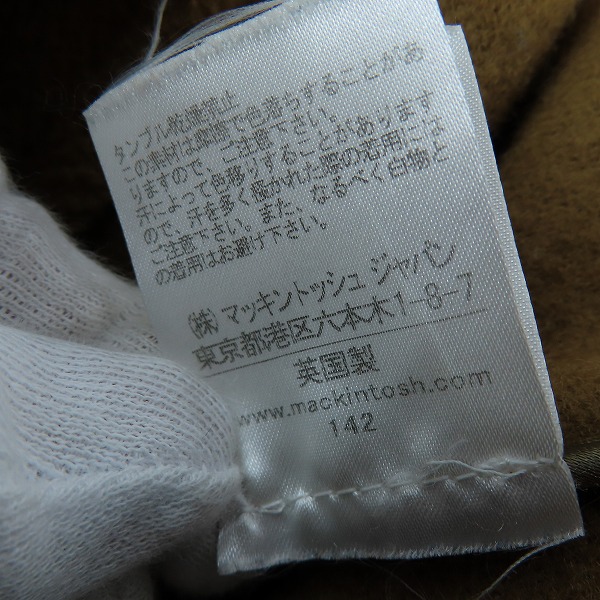 タンブル乾燥禁止
この素材は摩擦で色落ちすることがあ
りますので、ご注意下さい。
汗によって色移りすることがあります
ので、汗を多く掻かれた際の着用には
ご注意下さい。また、なるべく白物と
の着用はお避け下さい。
㈱ マッキントッシュ ジャパン
東京都港区六本木1-8-7
英国製
www.mackintosh.com
142